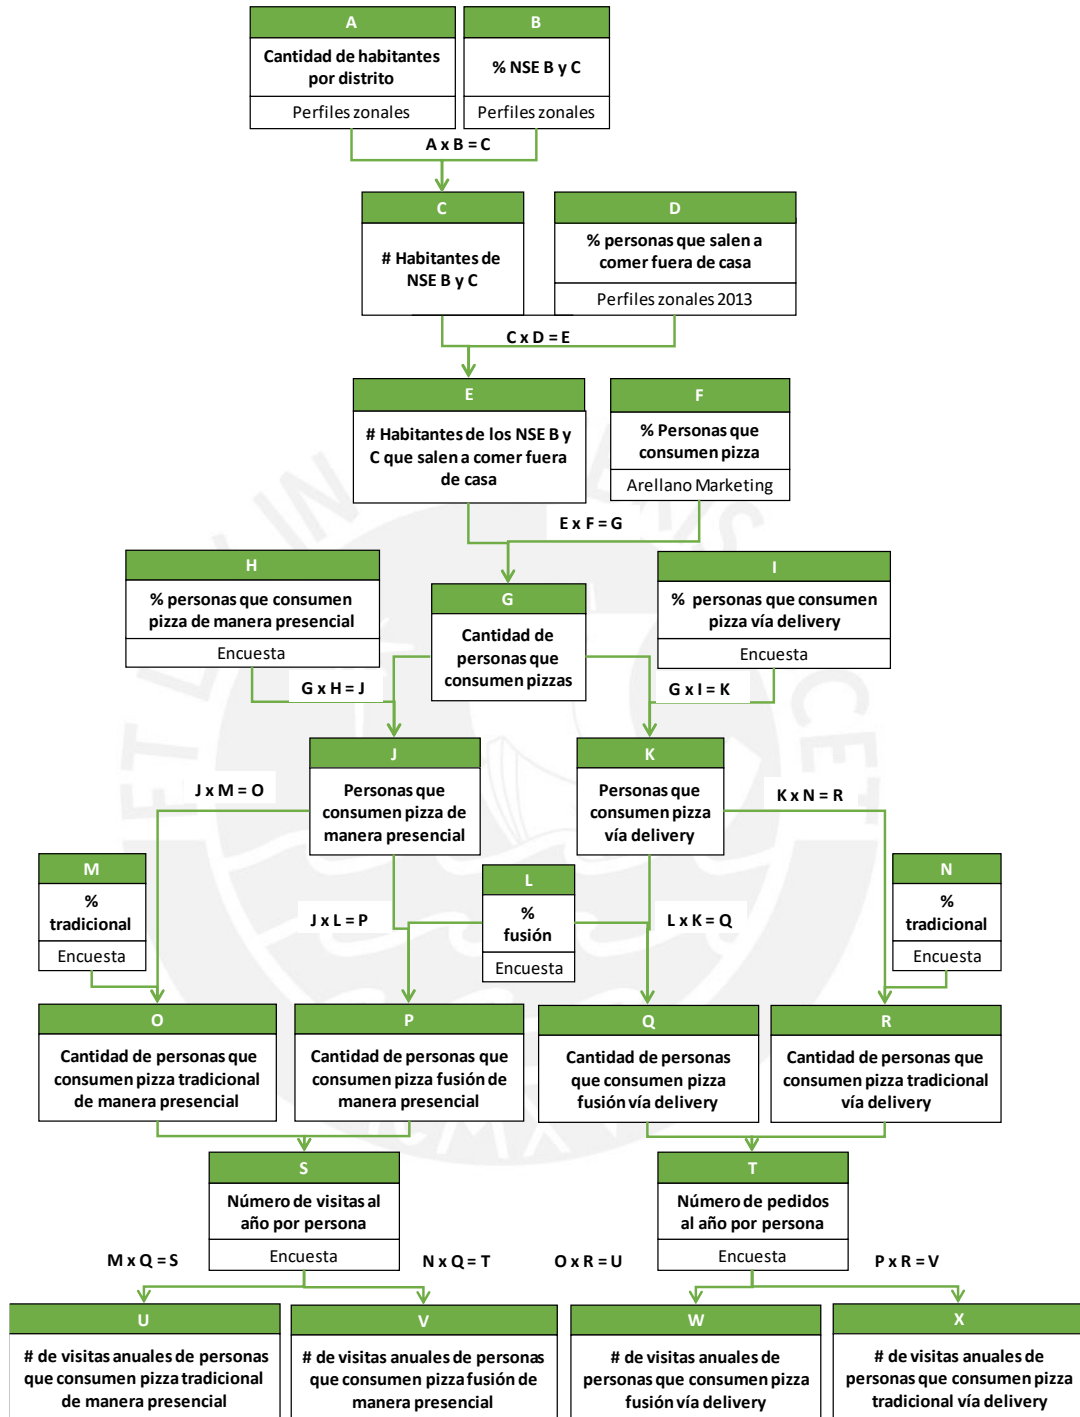 A
Cantidad de habitantes
por distrito
Perfiles zonales
B
% NSE B y C
Perfiles zonales
A x B = C
C
# Habitantes de
NSE B y C
D
% personas que salen a
comer fuera de casa
Perfiles zonales 2013
C x D = E
E
# Habitantes de los NSE B y
C que salen a comer fuera
de casa
F
% Personas que
consumen pizza
Arellano Marketing
E x F = G
H
% personas que consumen
pizza de manera presencial
Encuesta
G
Cantidad de
personas que
consumen pizzas
I
% personas que consumen
pizza vía delivery
Encuesta
G x H = J
G x I = K
J
Personas que
consumen pizza de
manera presencial
K
Personas que
consumen pizza
vía delivery
J x M = O
K x N = R
M
%
tradicional
Encuesta
J x L = P
L
%
fusión
Encuesta
L x K = Q
N
%
tradicional
Encuesta
O
Cantidad de personas que
consumen pizza tradicional
de manera presencial
P
Cantidad de personas que
consumen pizza fusión de
manera presencial
Q
Cantidad de personas
que consumen pizza
fusión vía delivery
R
Cantidad de personas que
consumen pizza tradicional
vía delivery
S
Número de visitas al
año por persona
Encuesta
T
Número de pedidos
al año por persona
Encuesta
M x Q = S
N x Q = T
O x R = U
P x R = V
U
# de visitas anuales de personas
que consumen pizza tradicional
de manera presencial
V
# de visitas anuales de personas
que consumen pizza fusión de
manera presencial
W
# de visitas anuales de
personas que consumen pizza
fusión vía delivery
X
# de visitas anuales de
personas que consumen pizza
tradicional vía delivery